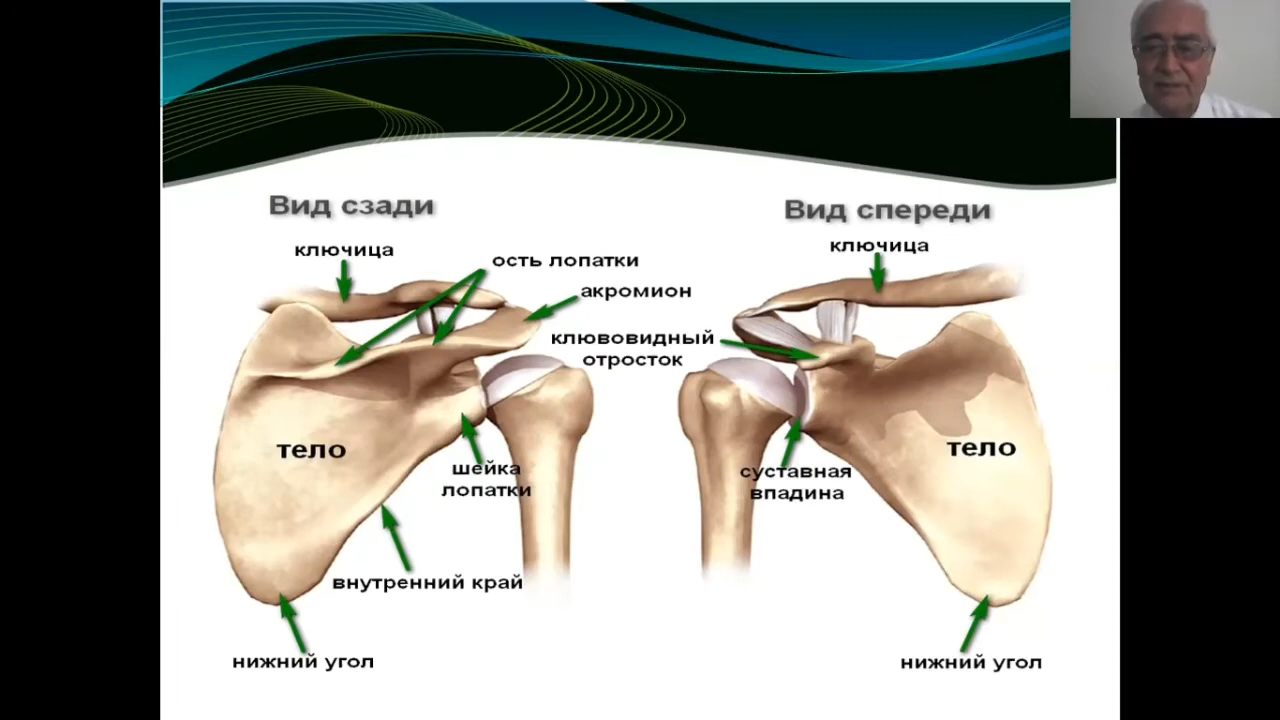 Вид сзади
ключица
ость лопатки
акромион
тело
шейка
лопатки
внутренний край
нижний угол
Вид спереди
ключица
клювовидный
отросток
суставная
впадина
тело
нижний угол